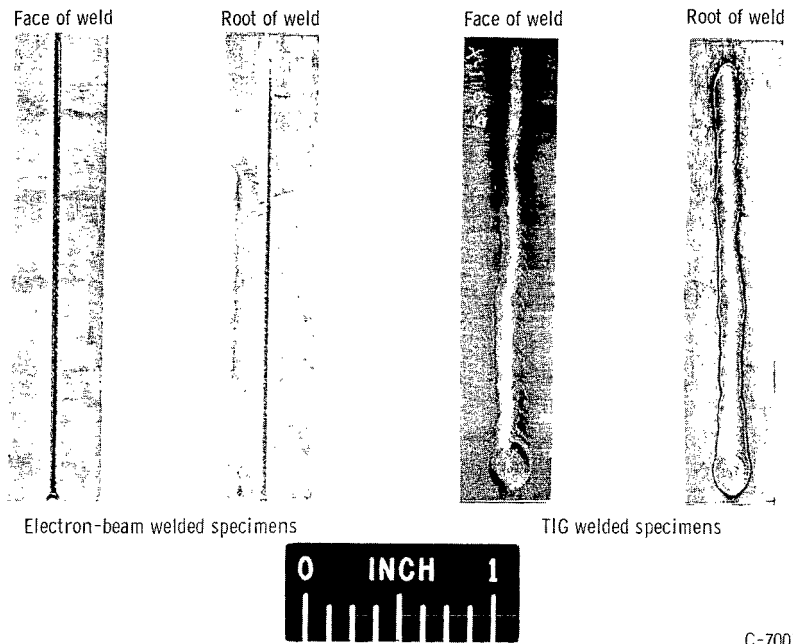 Face of weld
Root of weld
Face of weld
Root of weld
Electron-beam welded specimens
TIG welded specimens
0 INCH 1
C-700